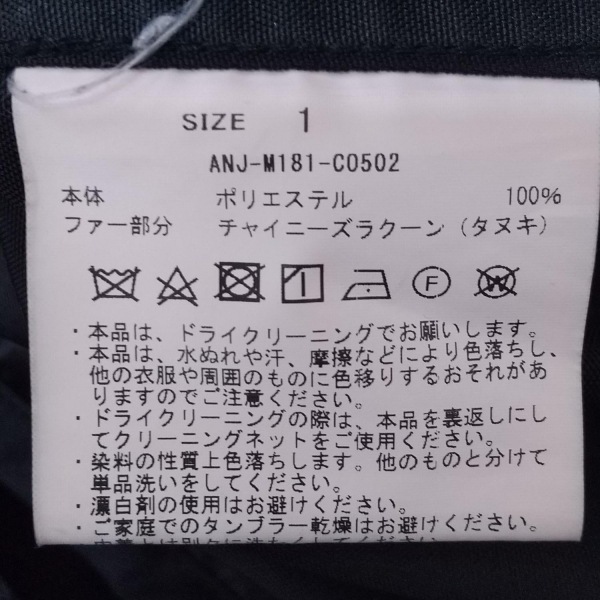 SIZE 1
ANJ-M181-C0502
本体 ポリエステル 100%
ファー部分 チャイニーズラクーン（タヌキ）
F W
・本品は、ドライクリーニングでお願いします。
・本品は、水ぬれや汗、摩擦などにより色落ちし、
他の衣服や周囲のものに色移りするおそれがあ
りますのでご注意ください。
・ドライクリーニングの際は、本品を裏返しにし
てクリーニングネットをご使用ください。
・染料の性質上色落ちします。他のものと分けて
単品洗いをしてください。
・漂白剤の使用はお避けください。
・ご家庭でのタンブラー乾燥はお避けください。